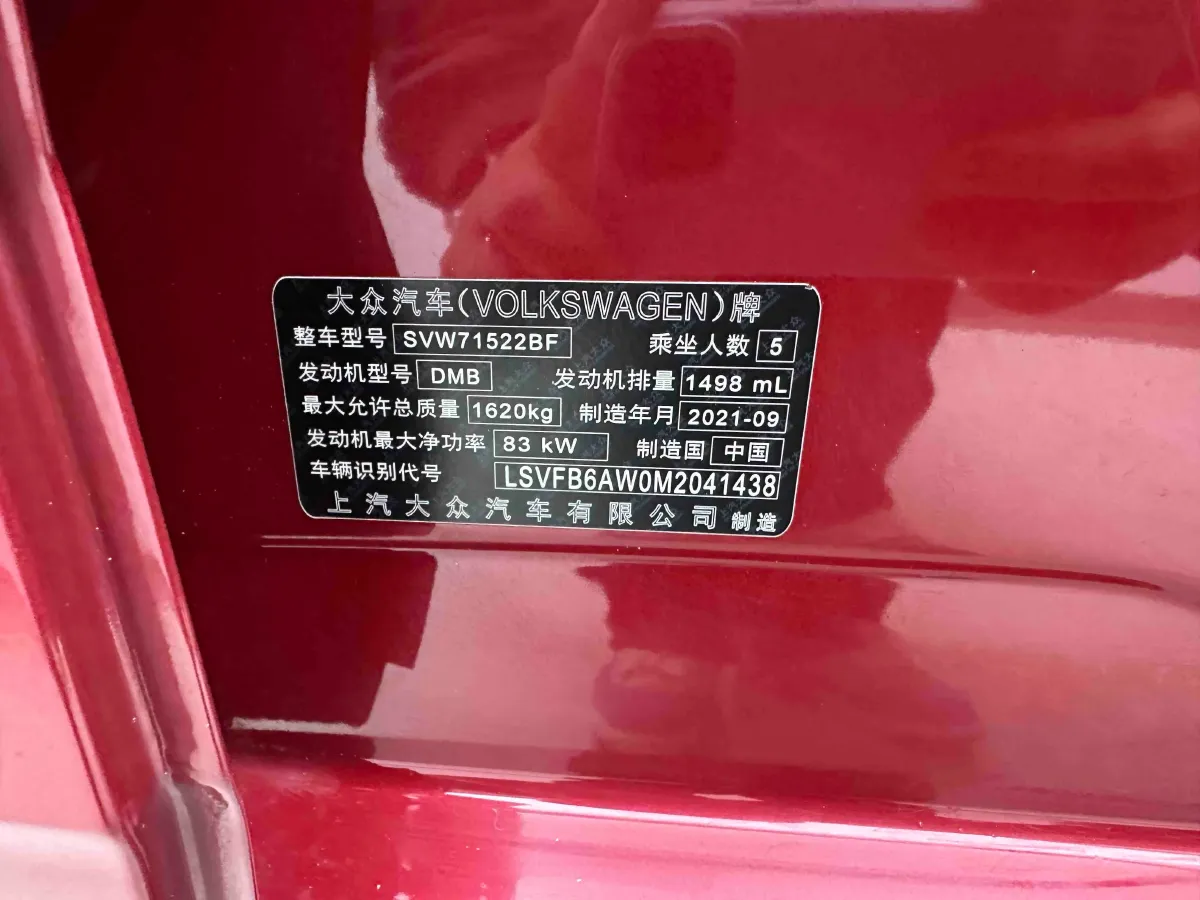 大众汽车(VOLKSWAGEN)牌
整车型号 SVW71522BF 乘坐人数 5
发动机型号 DMB 发动机排量 1498 mL
最大允许总质量 1620kg 制造年月 2021-09
发动机最大净功率 83 kW 制造国 中国
车辆识别代号 LSVFB6AW0M2041438
上汽大众汽车有限公司 制造